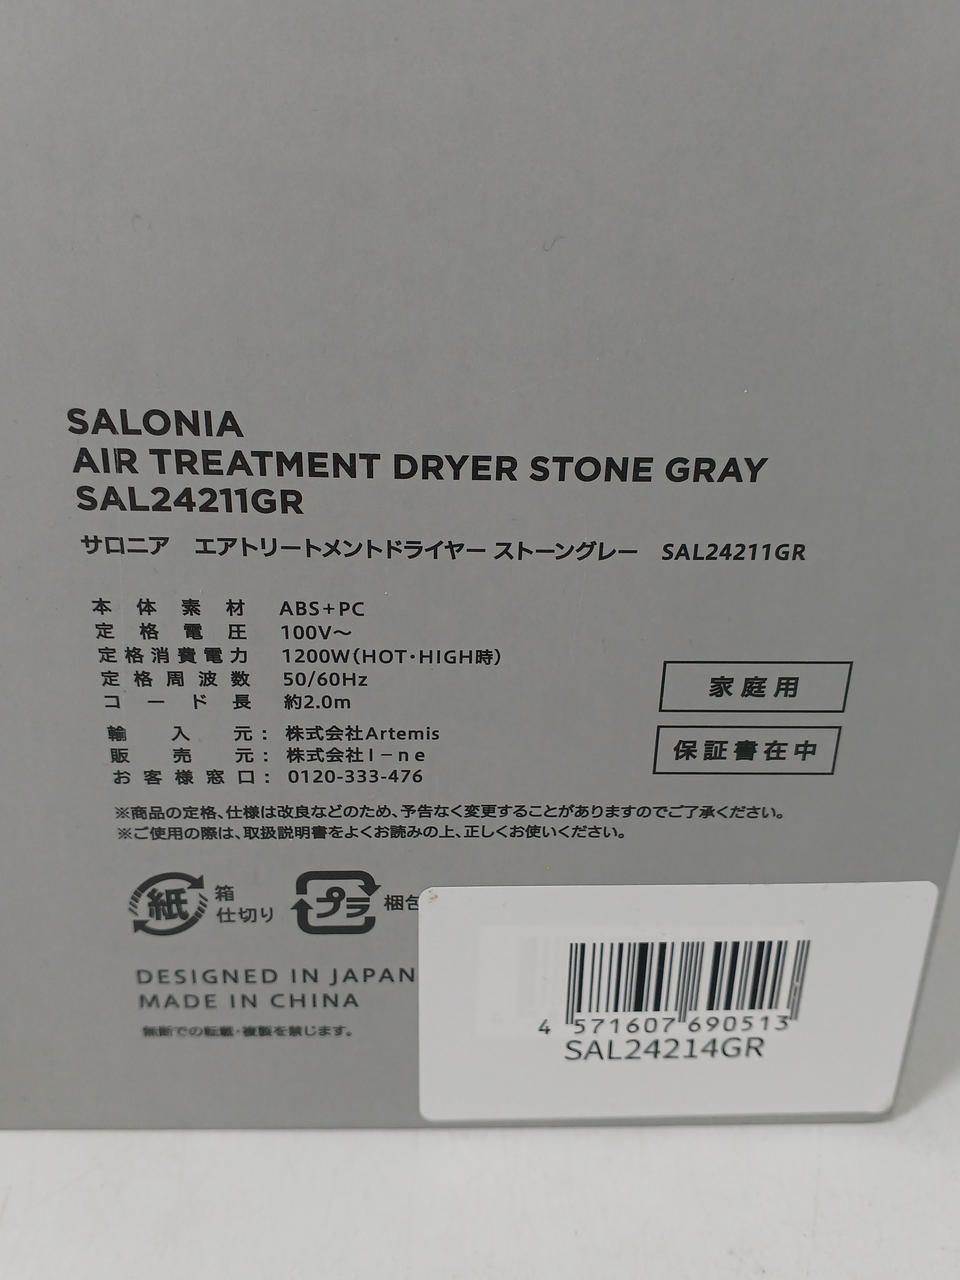 SALONIA
AIR TREATMENT DRYER STONE GRAY
SAL24211GR
サロニア エアトリートメントドライヤー ストーングレー SAL24211GR
本体素材 ABS+PC
定格電圧 100V〜
定格消費電力 1200W(HOT・HIGH時)
定格周波数 50/60Hz
コード長 約2.0m
家庭用
輸入元: 株式会社Artemis
販売元: 株式会社I-ne
お客様窓口: 0120-333-476
保証書在中
※商品の定格、仕様は改良などのため、予告なく変更することがありますのでご了承ください。
※ご使用の際は、取扱説明書をよくお読みの上、正しくお使いください。
紙 箱
仕切り
プラ 梱包
DESIGNED IN JAPAN
MADE IN CHINA
無断での転載・複製を禁じます。
4 571607 690513
SAL24214GR